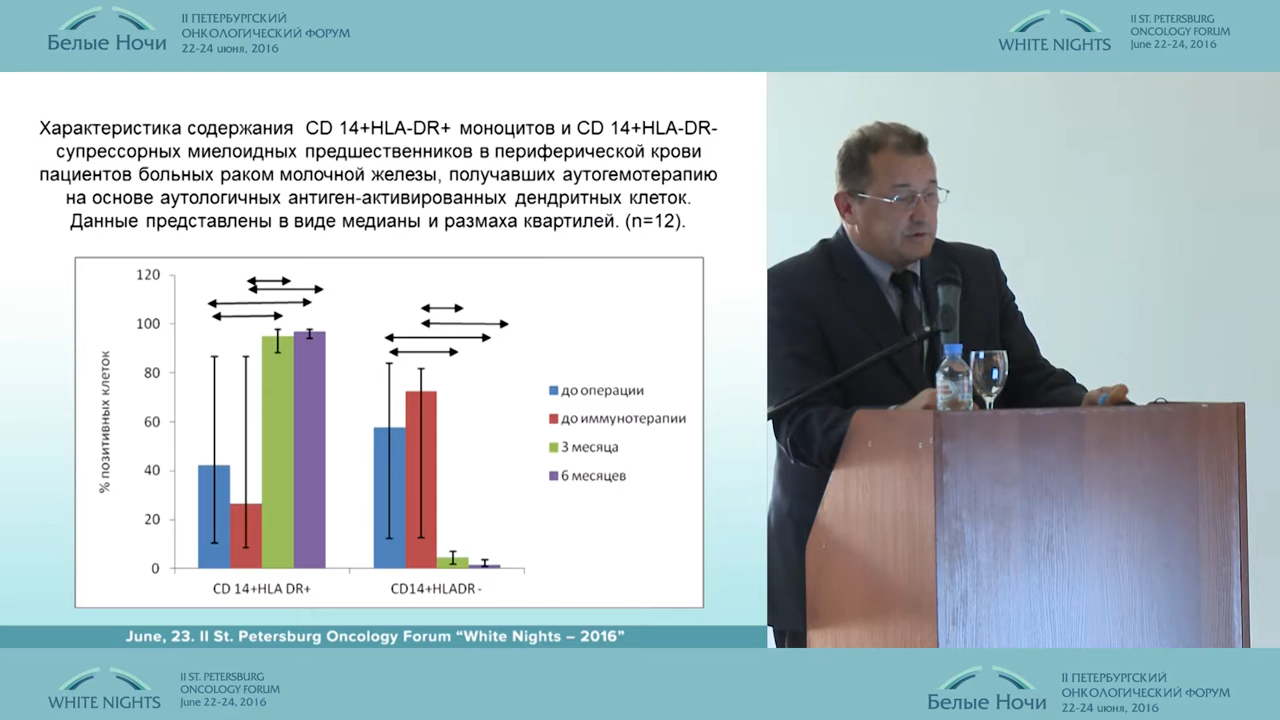 Белые Ночи
II ПЕТЕРБУРГСКИЙ
ОНКОЛОГИЧЕСКИЙ ФОРУМ
22-24 июня, 2016
WHITE NIGHTS
II ST. PETERSBURG
ONCOLOGY FORUM
June 22-24, 2016
Характеристика содержания CD 14+HLA-DR+ моноцитов и CD 14+HLA-DR-
супрессорных миелоидных предшественников в периферической крови
пациентов больных раком молочной железы, получавших аутогемотерапию
на основе аутологичных антиген-активированных дендритных клеток.
Данные представлены в виде медианы и размаха квартилей. (n=12).
% позитивных клеток
120
100
80
60
40
20
0
CD 14+HLA DR+
CD14+HLADR -
до операции
до иммунотерапии
3 месяца
6 месяцев
June, 23. II St. Petersburg Oncology Forum “White Nights – 2016”
WHITE NIGHTS
II ST. PETERSBURG
ONCOLOGY FORUM
June 22-24, 2016
Белые Ночи
II ПЕТЕРБУРГСКИЙ
ОНКОЛОГИЧЕСКИЙ ФОРУМ
22-24 июня, 2016